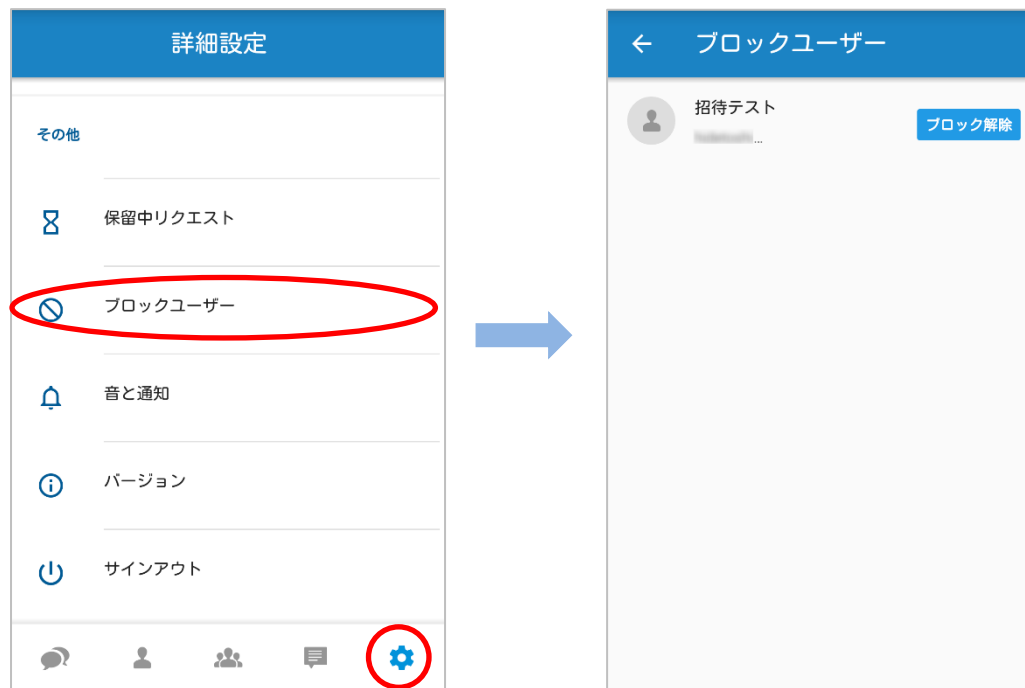 詳細設定
その他
保留中リクエスト
ブロックユーザー
音と通知
バージョン
サインアウト
ブロックユーザー
招待テスト
ブロック解除